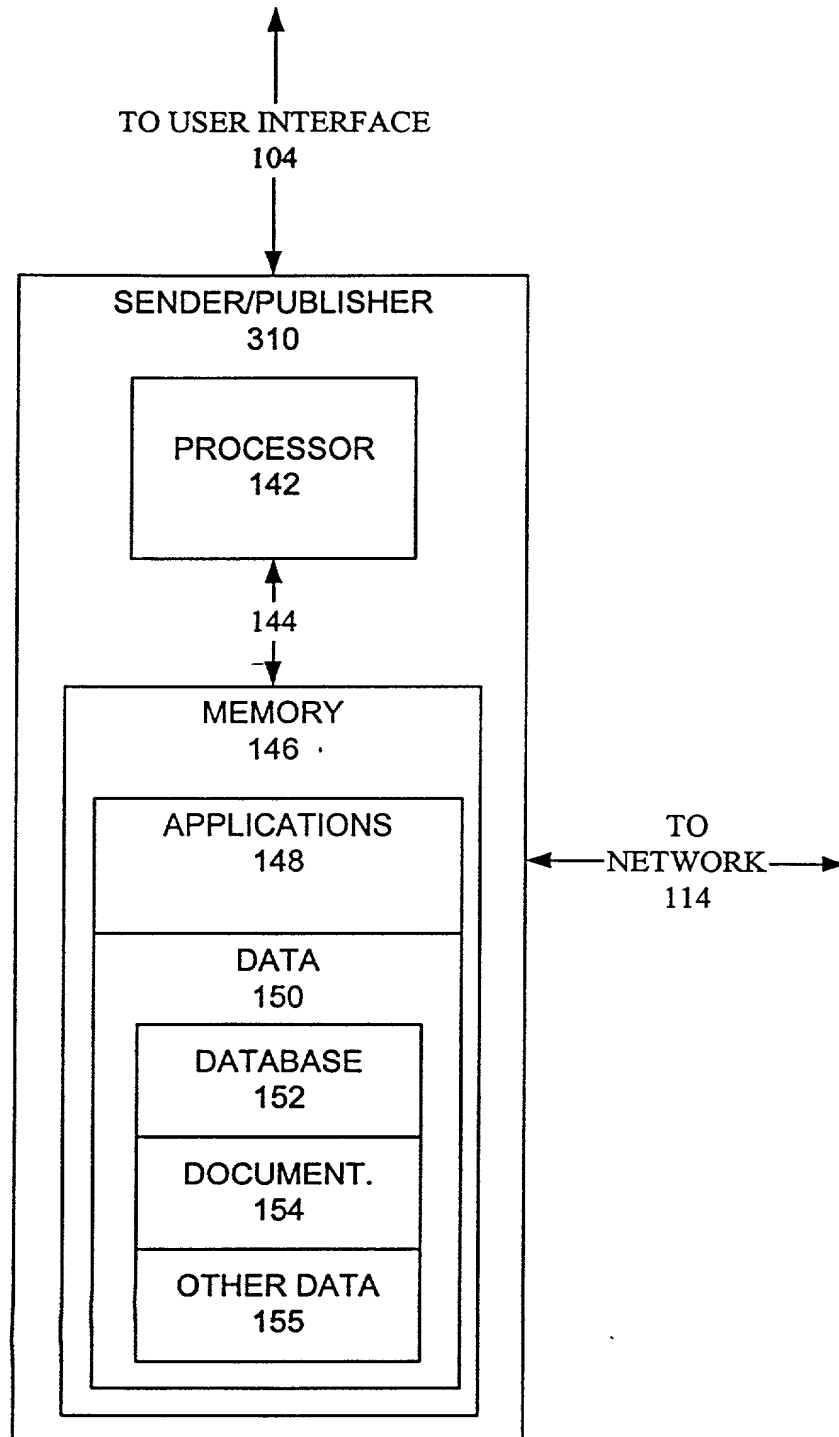 TO USER INTERFACE
104
SENDER/PUBLISHER
310
PROCESSOR
142
144
MEMORY
146
APPLICATIONS
148
TO
NETWORK
114
DATA
150
DATABASE
152
DOCUMENT.
154
OTHER DATA
155